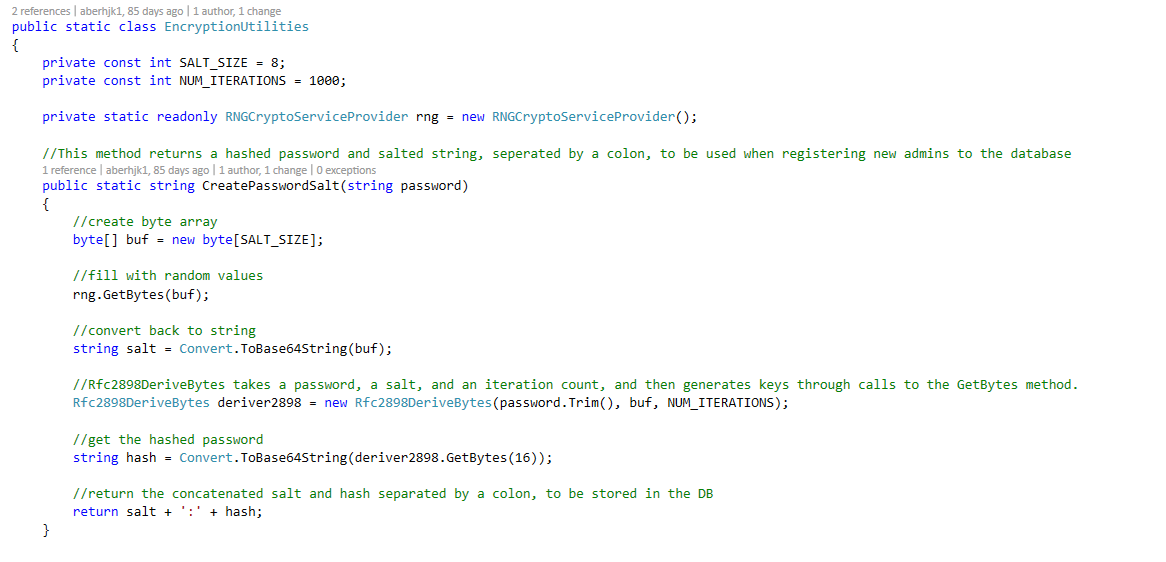 2 references | aberhjk1, 85 days ago | 1 author, 1 change
public static class EncryptionUtilities
{
    private const int SALT_SIZE = 8;
    private const int NUM_ITERATIONS = 1000;

    private static readonly RNGCryptoServiceProvider rng = new RNGCryptoServiceProvider();

    //This method returns a hashed password and salted string, seperated by a colon, to be used when registering new admins to the database
    1 reference | aberhjk1, 85 days ago | 1 author, 1 change | 0 exceptions
    public static string CreatePasswordSalt(string password)
    {
        //create byte array
        byte[] buf = new byte[SALT_SIZE];

        //fill with random values
        rng.GetBytes(buf);

        //convert back to string
        string salt = Convert.ToBase64String(buf);

        //Rfc2898DeriveBytes takes a password, a salt, and an iteration count, and then generates keys through calls to the GetBytes method.
        Rfc2898DeriveBytes deriver2898 = new Rfc2898DeriveBytes(password.Trim(), buf, NUM_ITERATIONS);

        //get the hashed password
        string hash = Convert.ToBase64String(deriver2898.GetBytes(16));

        //return the concatenated salt and hash separated by a colon, to be stored in the DB
        return salt + ':' + hash;
    }